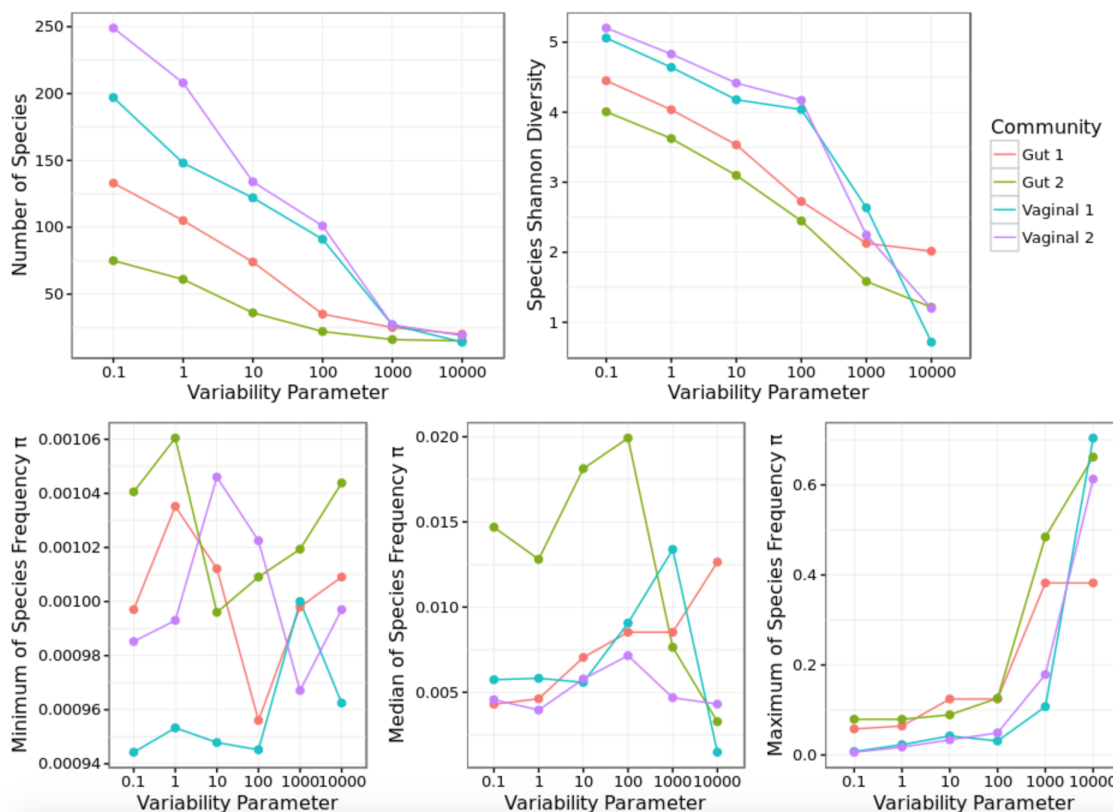 Number of Species
250
200
150
100
50
0.1 1 10 100 1000 10000
Variability Parameter
Species Shannon Diversity
5
4
3
2
1
0.1 1 10 100 1000 10000
Variability Parameter
Community
Gut 1
Gut 2
Vaginal 1
Vaginal 2
Minimum of Species Frequency π
0.00106
0.00104
0.00102
0.00100
0.00098
0.00096
0.00094
0.1 1 10 100 1000 10000
Variability Parameter
Median of Species Frequency π
0.020
0.015
0.010
0.005
0.1 1 10 100 1000 10000
Variability Parameter
Maximum of Species Frequency π
0.6
0.4
0.2
0.0
0.1 1 10 100 1000 10000
Variability Parameter